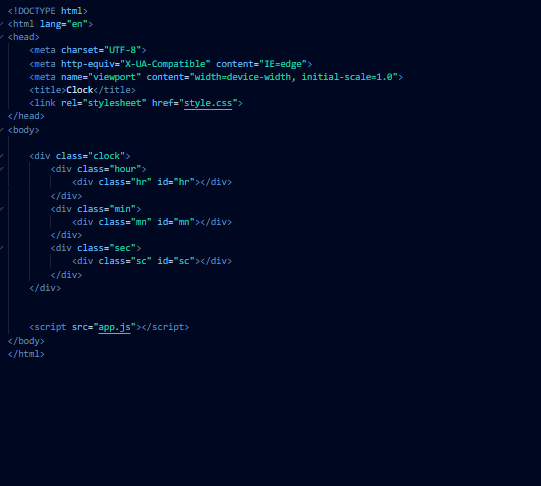 <!DOCTYPE html>
<html lang="en">
<head>
    <meta charset="UTF-8">
    <meta http-equiv="X-UA-Compatible" content="IE=edge">
    <meta name="viewport" content="width=device-width, initial-scale=1.0">
    <title>Clock</title>
    <link rel="stylesheet" href="style.css">
</head>
<body>

    <div class="clock">
        <div class="hour">
            <div class="hr" id="hr"></div>
        </div>
        <div class="min">
            <div class="mn" id="mn"></div>
        </div>
        <div class="sec">
            <div class="sc" id="sc"></div>
        </div>
    </div>


    <script src="app.js"></script>
</body>
</html>